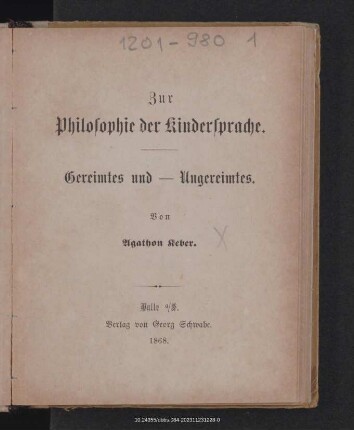 1201-980 1
Zur
Philosophie der Kindersprache.
Gereimtes und — Ungereimtes.
Von
Agathon Keber.
Halle a/S.
Verlag von Georg Schwabe.
1868.